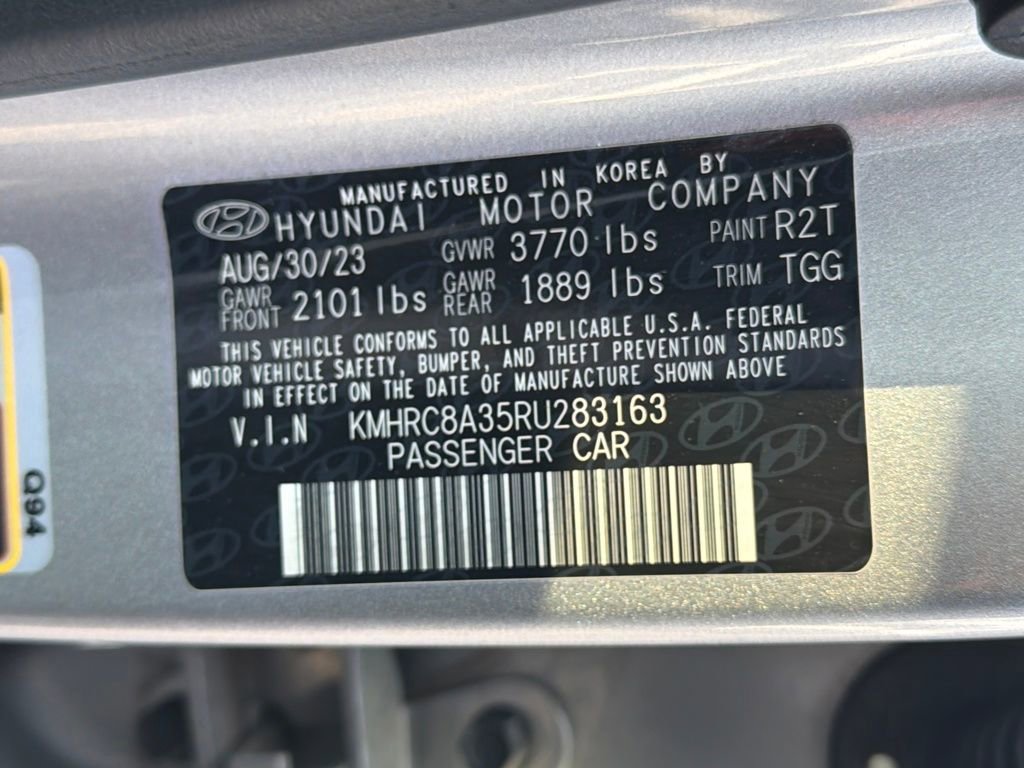 MANUFACTURED IN KOREA BY
HYUNDAI MOTOR COMPANY
AUG/30/23 GVWR 3770 lbs PAINT R2T
GAWR FRONT 2101 lbs GAWR REAR 1889 lbs TRIM TGG
THIS VEHICLE CONFORMS TO ALL APPLICABLE U.S.A. FEDERAL
MOTOR VEHICLE SAFETY, BUMPER, AND THEFT PREVENTION STANDARDS
IN EFFECT ON THE DATE OF MANUFACTURE SHOWN ABOVE
V.I.N KMHRC8A35RU283163
PASSENGER CAR
Q94